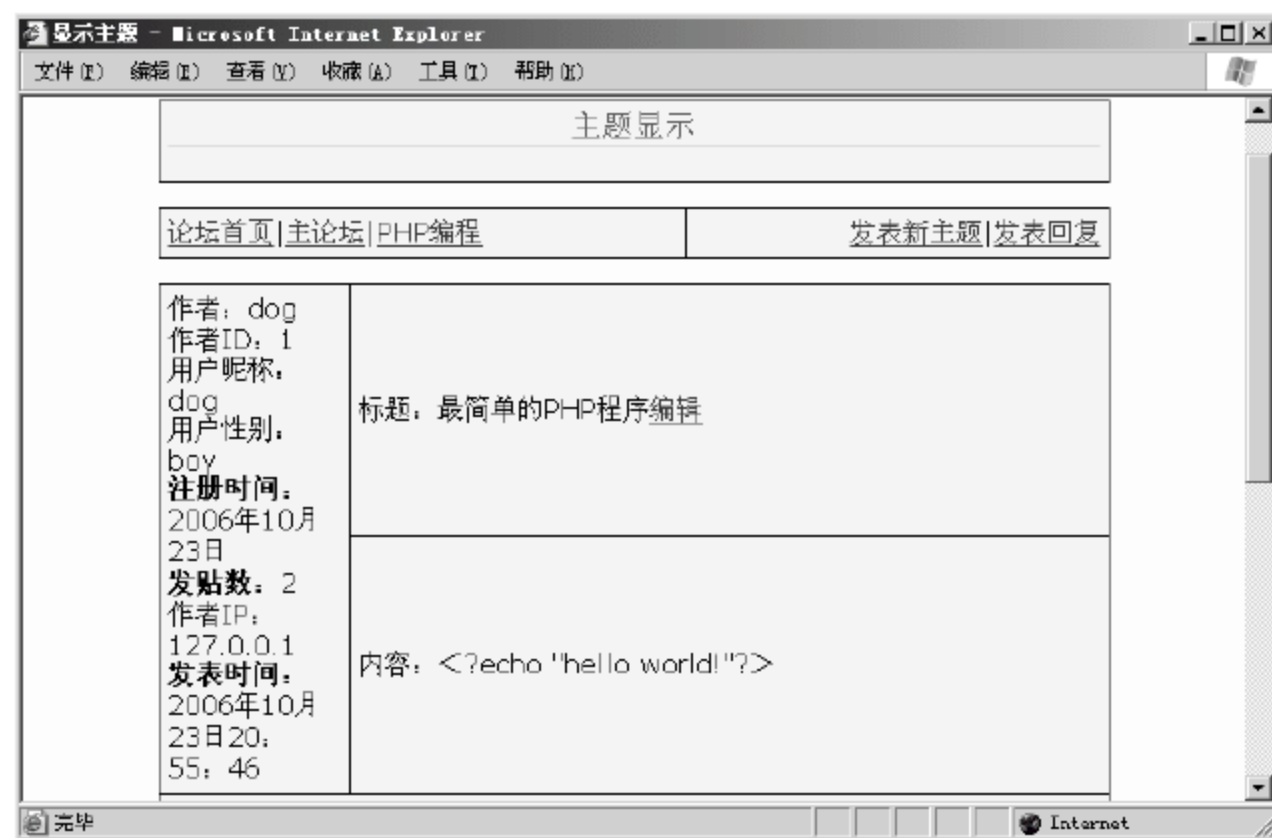 显示主题 - Microsoft Internet Explorer
文件(F) 编辑(E) 查看(V) 收藏(A) 工具(T) 帮助(H)
主题显示
论坛首页|主论坛|PHP编程 发表新主题|发表回复
作者：dog
作者ID：1
用户昵称：
dog
用户性别：
boy
注册时间：
2006年10月
23日
发贴数：2
作者IP：
127.0.0.1
发表时间：
2006年10月
23日20：
55：46
标题：最简单的PHP程序编辑
内容：<?echo "hello world!"?>
完毕 Internet